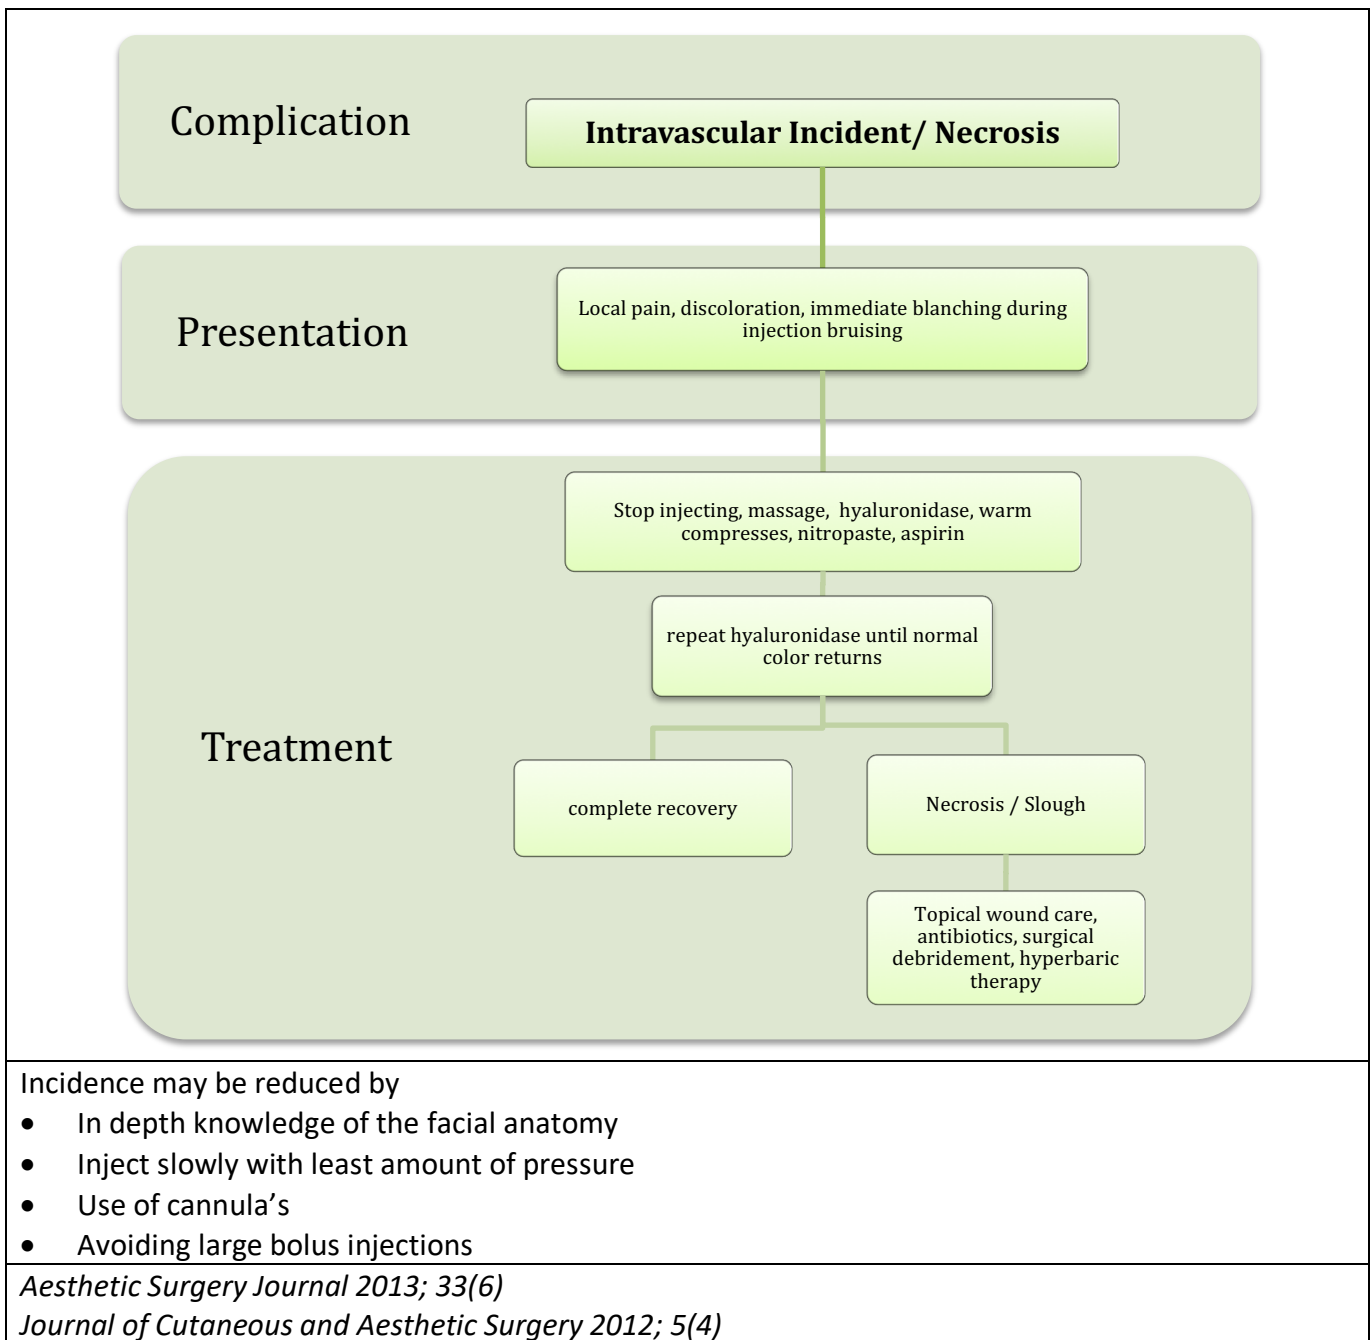 Complication
Intravascular Incident/ Necrosis
Presentation
Local pain, discoloration, immediate blanching during
injection bruising
Treatment
Stop injecting, massage, hyaluronidase, warm
compresses, nitropaste, aspirin
repeat hyaluronidase until normal
color returns
complete recovery
Necrosis / Slough
Topical wound care,
antibiotics, surgical
debridement, hyperbaric
therapy
Incidence may be reduced by
• In depth knowledge of the facial anatomy
• Inject slowly with least amount of pressure
• Use of cannula’s
• Avoiding large bolus injections
Aesthetic Surgery Journal 2013; 33(6)
Journal of Cutaneous and Aesthetic Surgery 2012; 5(4)